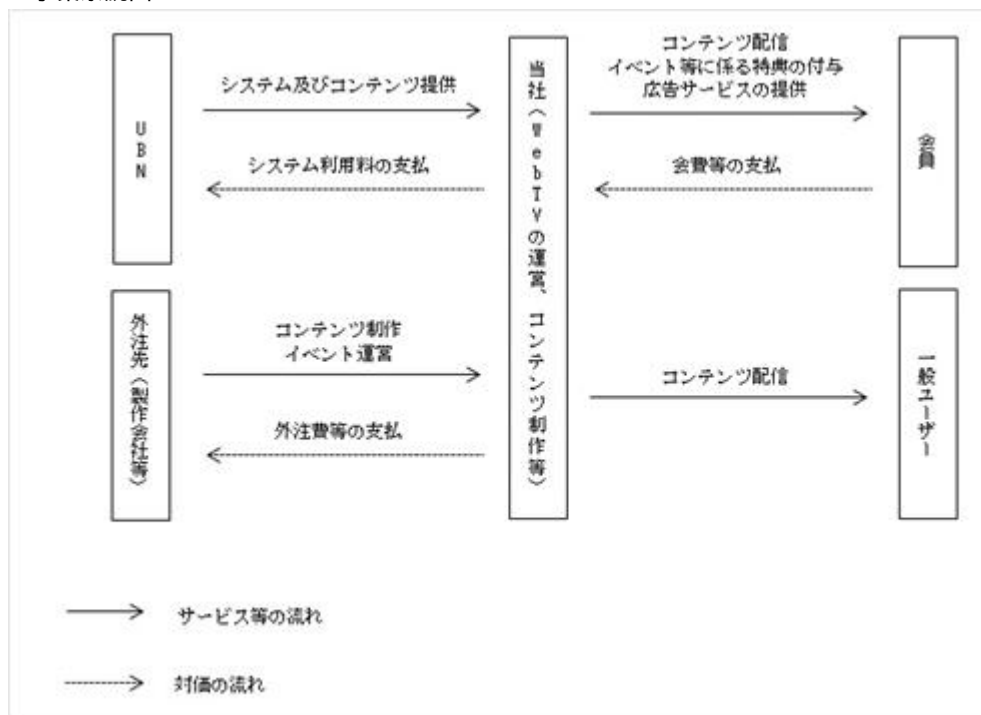 UBN
システム及びコンテンツ提供
システム利用料の支払
当社（WebTVの運営、コンテンツ制作等）
コンテンツ配信
イベント等に係る特典の付与
広告サービスの提供
会費等の支払
会員
外注先（製作会社等）
コンテンツ制作
イベント運営
外注費等の支払
コンテンツ配信
一般ユーザー
サービス等の流れ
対価の流れ